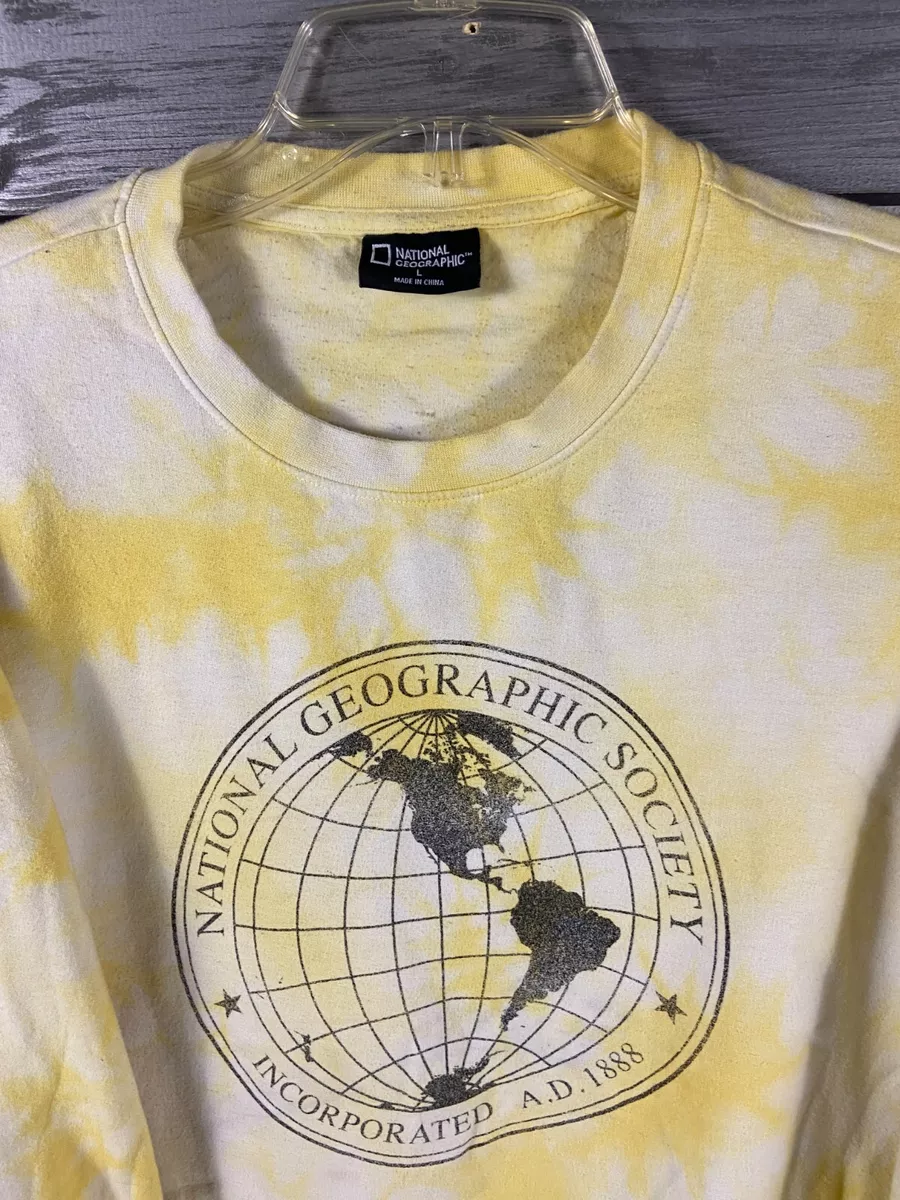 NATIONAL
GEOGRAPHIC™
L
MADE IN CHINA
NATIONAL GEOGRAPHIC SOCIETY
INCORPORATED A.D.1888